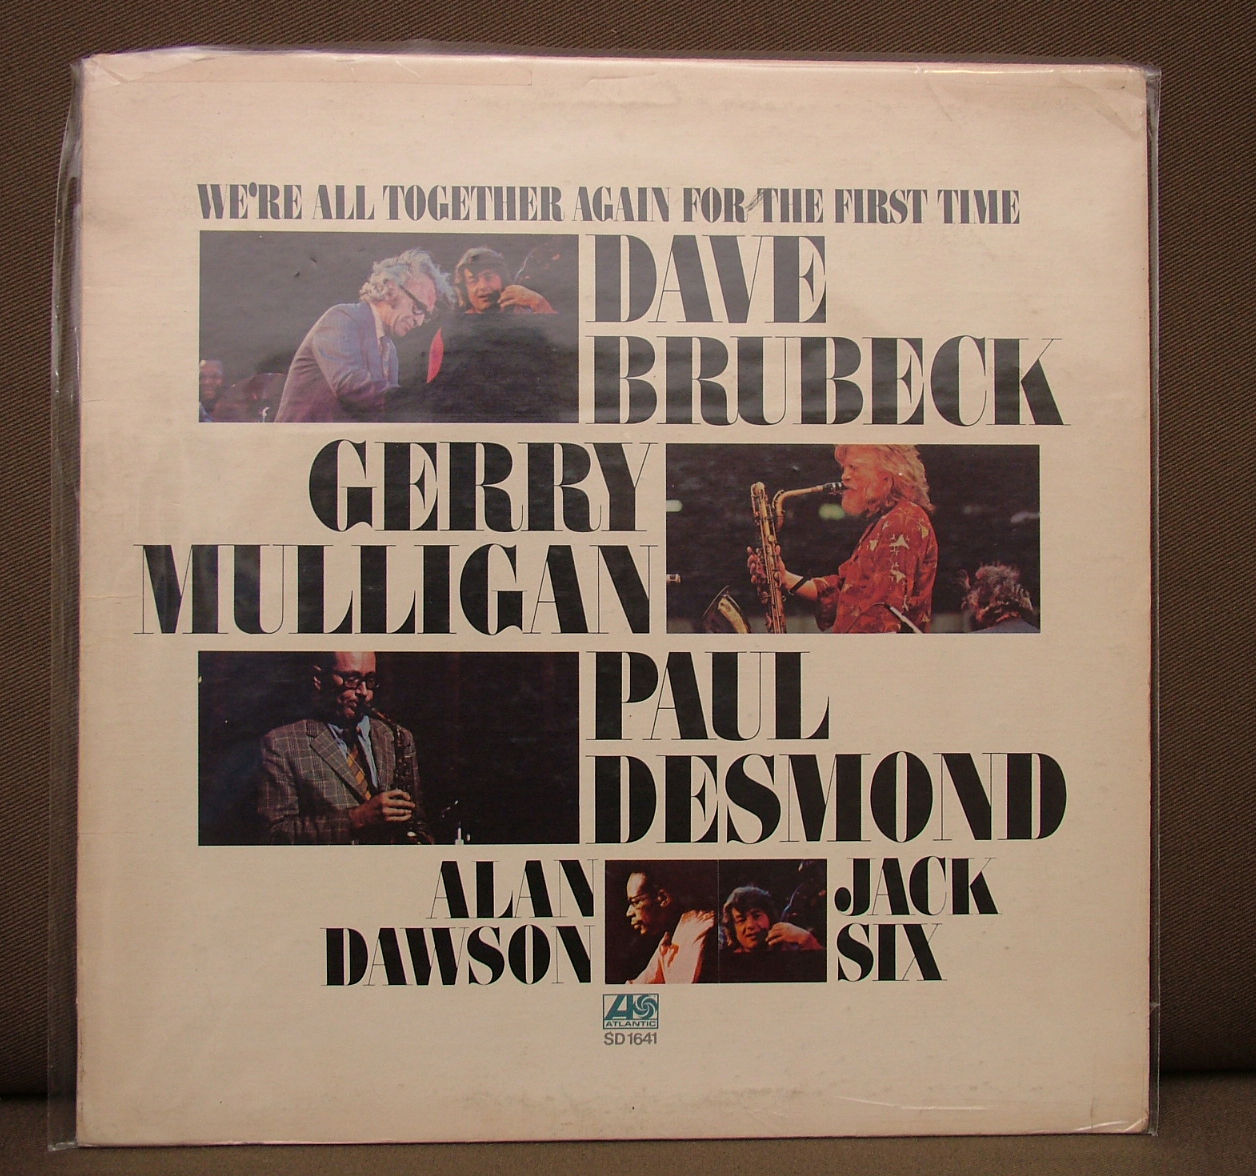 WE'RE ALL TOGETHER AGAIN FOR THE FIRST TIME
DAVE
BRUBECK
GERRY
MULLIGAN
PAUL
DESMOND
ALAN
DAWSON
JACK
SIX
ATLANTIC
SD 1641